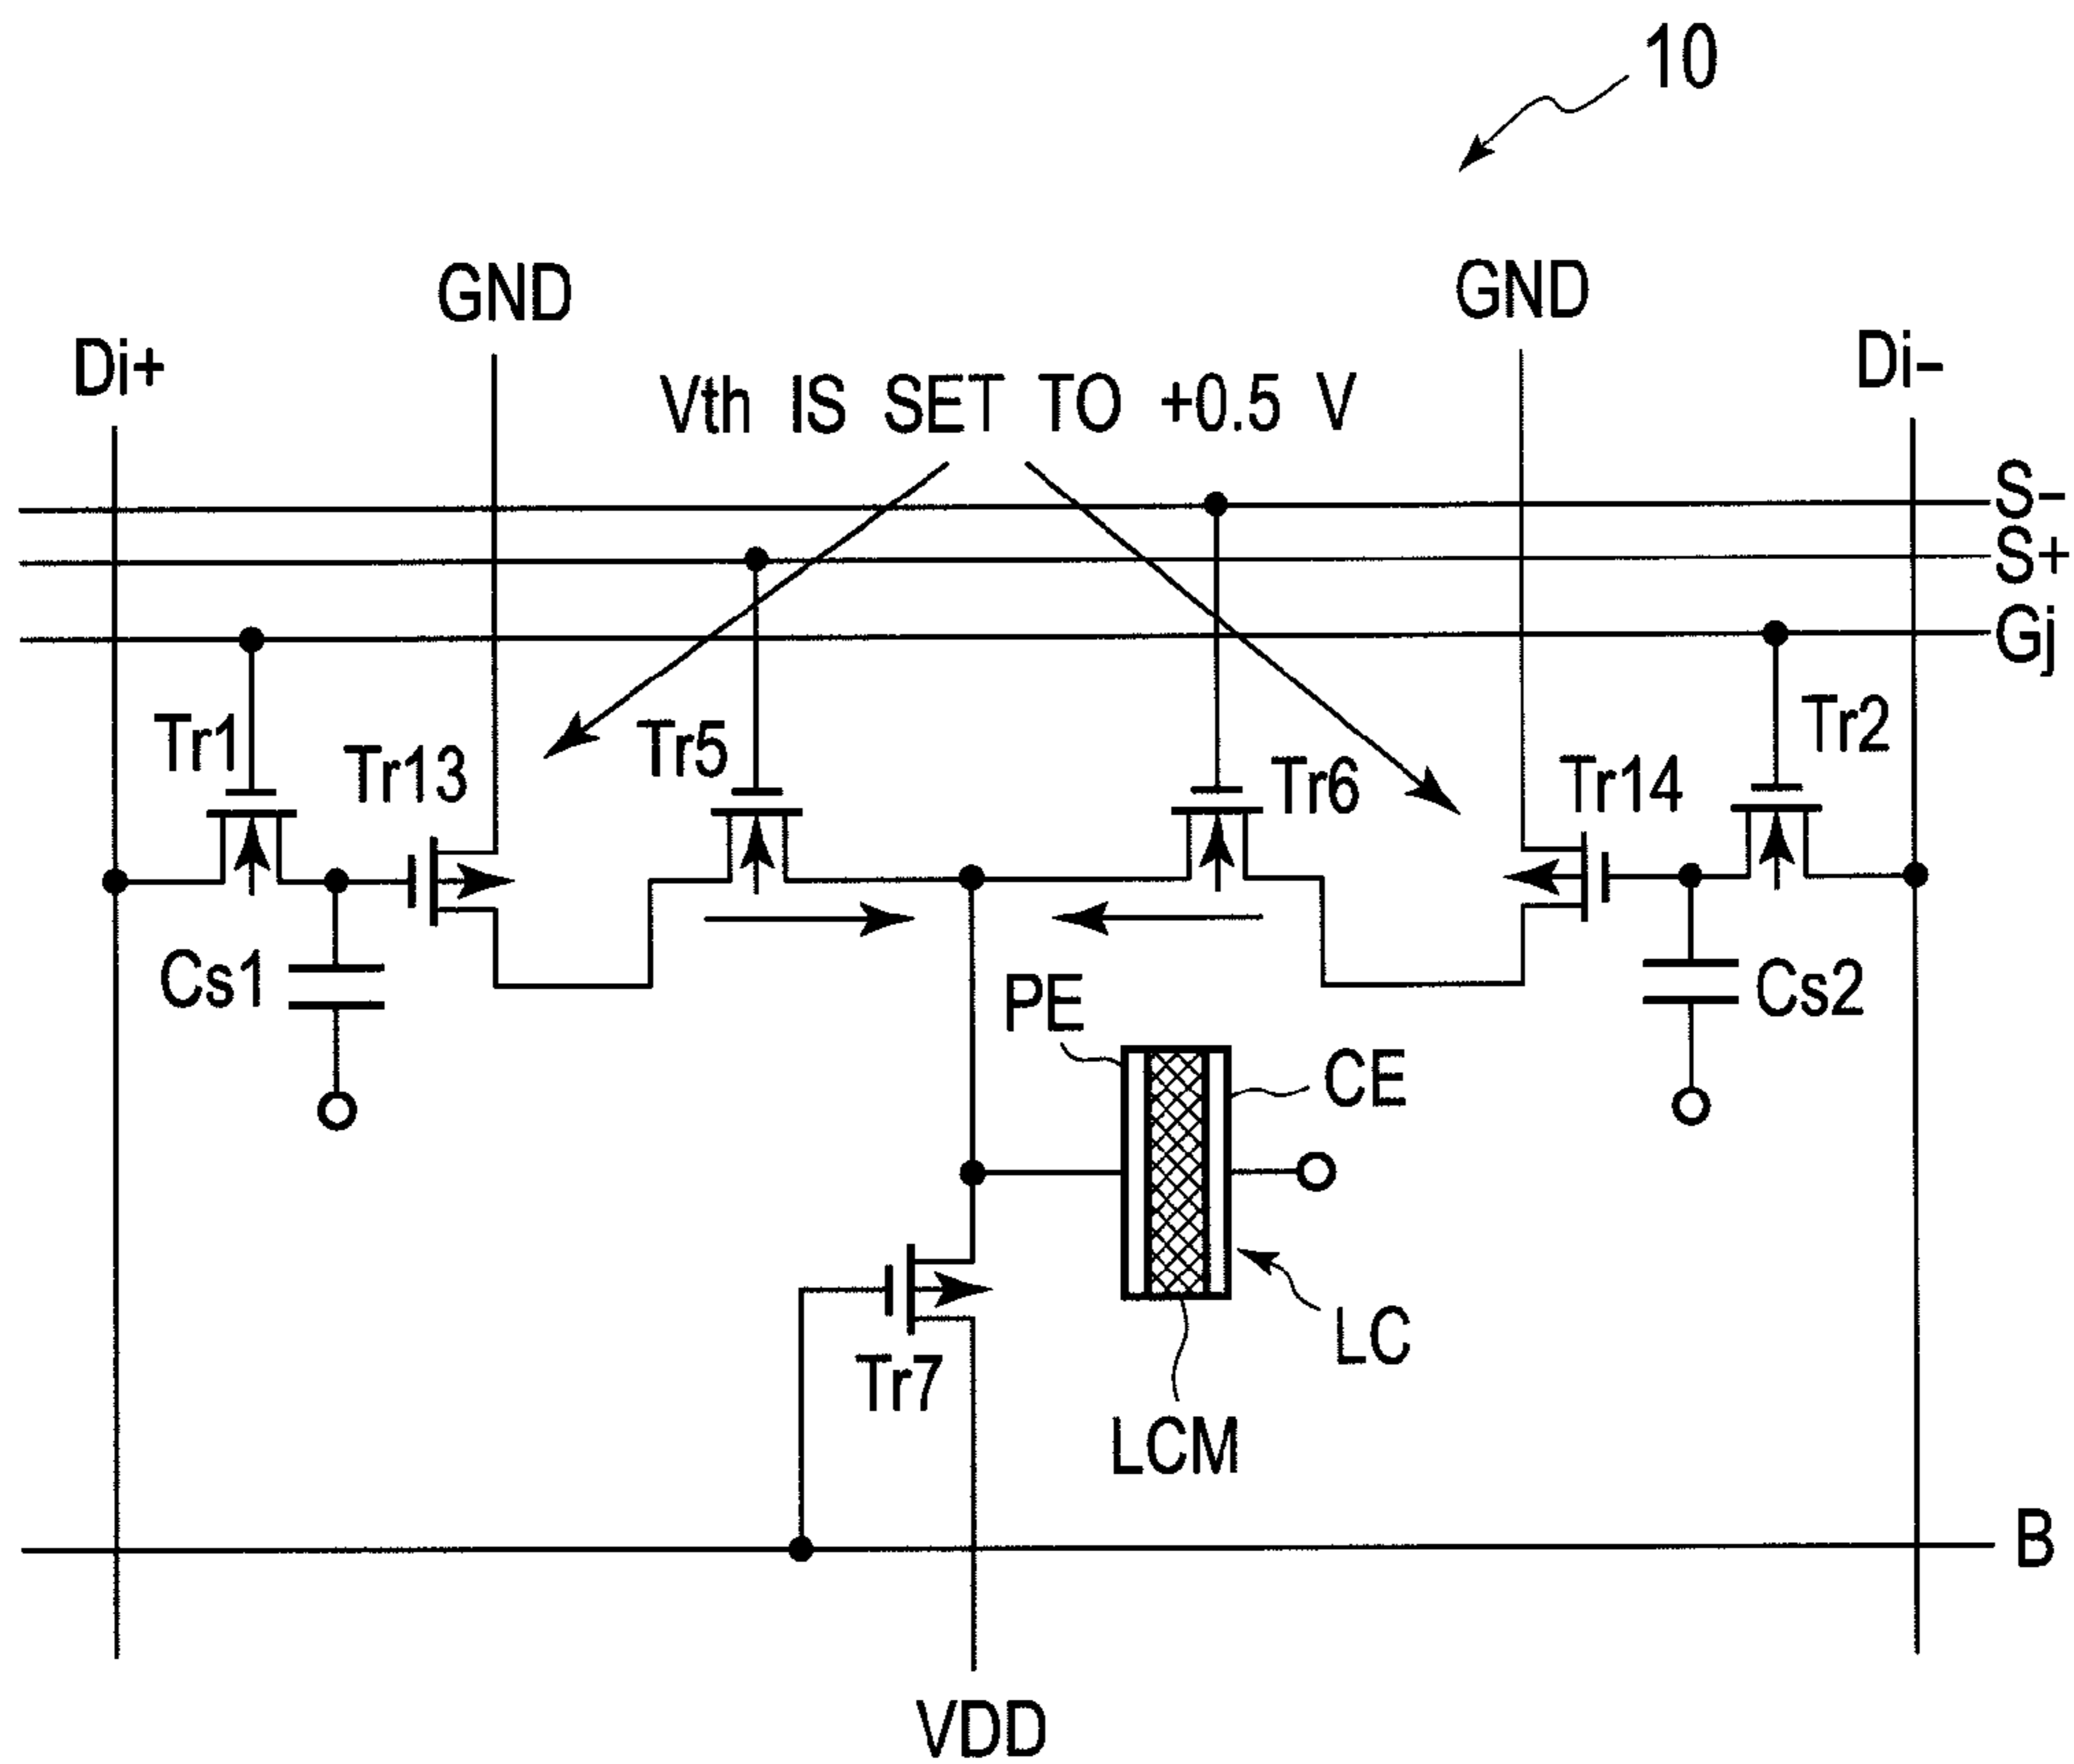 10
GND
GND
Di+
Vth IS SET TO +0.5 V
Di-
S-
S+
Gj
Tr1
Tr13
Tr5
Tr6
Tr14
Tr2
Cs1
PE
CE
Cs2
LC
Tr7
LCM
B
VDD